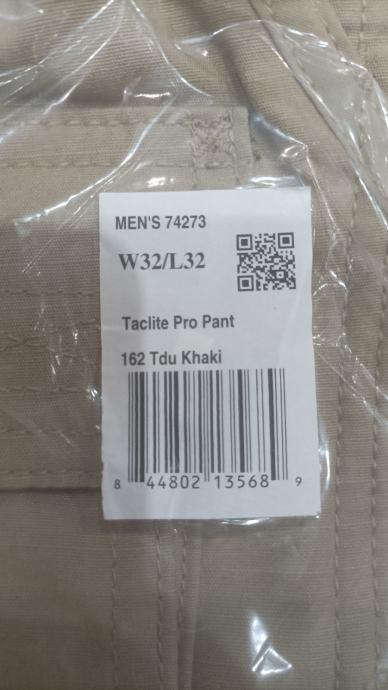 MEN'S 74273
W32/L32
Taclite Pro Pant
162 Tdu Khaki
8 44802 13568 9